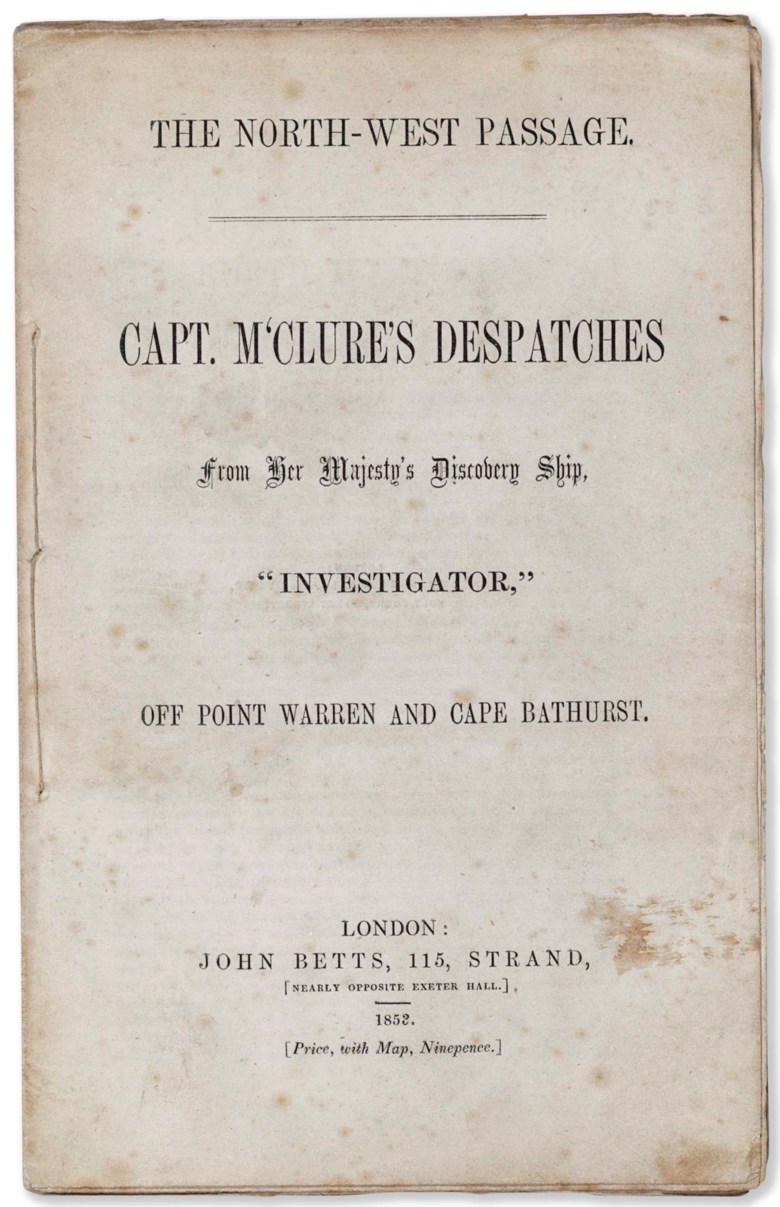 THE NORTH-WEST PASSAGE.
CAPT. M‘CLURE'S DESPATCHES
From Her Majesty's Discovery Ship,
“INVESTIGATOR,”
OFF POINT WARREN AND CAPE BATHURST.
LONDON:
JOHN BETTS, 115, STRAND,
[NEARLY OPPOSITE EXETER HALL.]
1853.
[Price, with Map, Ninepence.]